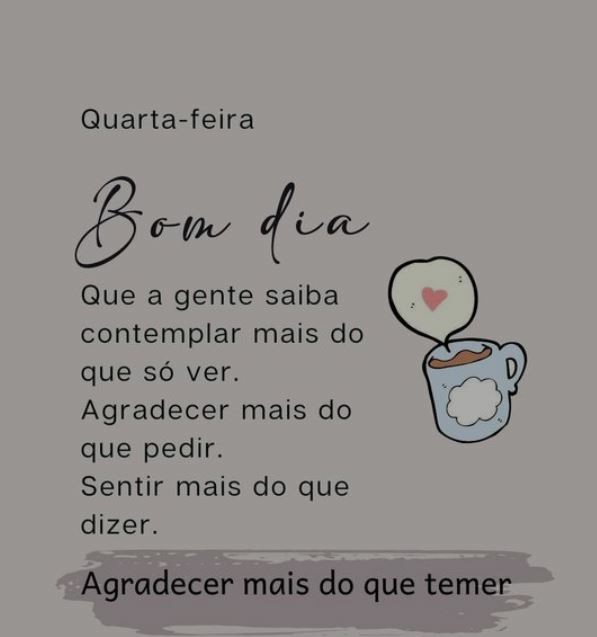 Quarta-feira
Bom dia
Que a gente saiba
contemplar mais do
que só ver.
Agradecer mais do
que pedir.
Sentir mais do que
dizer.
Agradecer mais do que temer